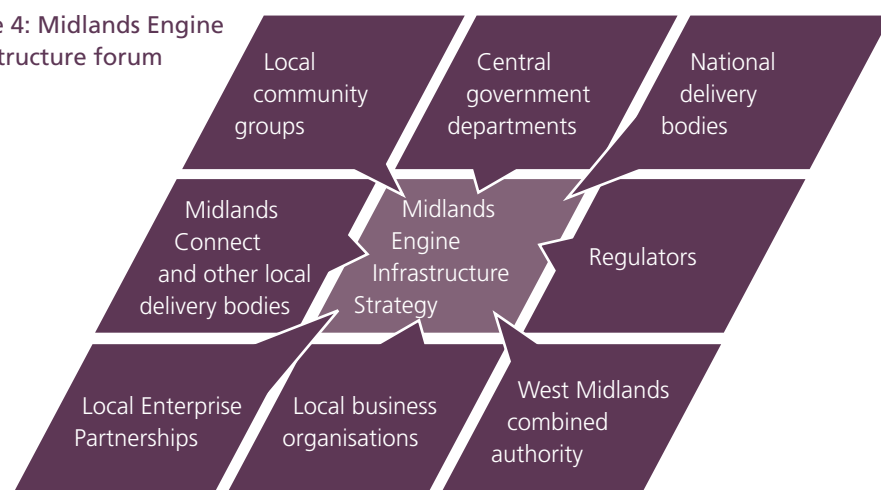 4: Midlands Engine
structure forum
Local
community
groups
Central
government
departments
National
delivery
bodies
Midlands
Connect
and other local
delivery bodies
Midlands
Engine
Infrastructure
Strategy
Regulators
Local Enterprise
Partnerships
Local business
organisations
West Midlands
combined
authority